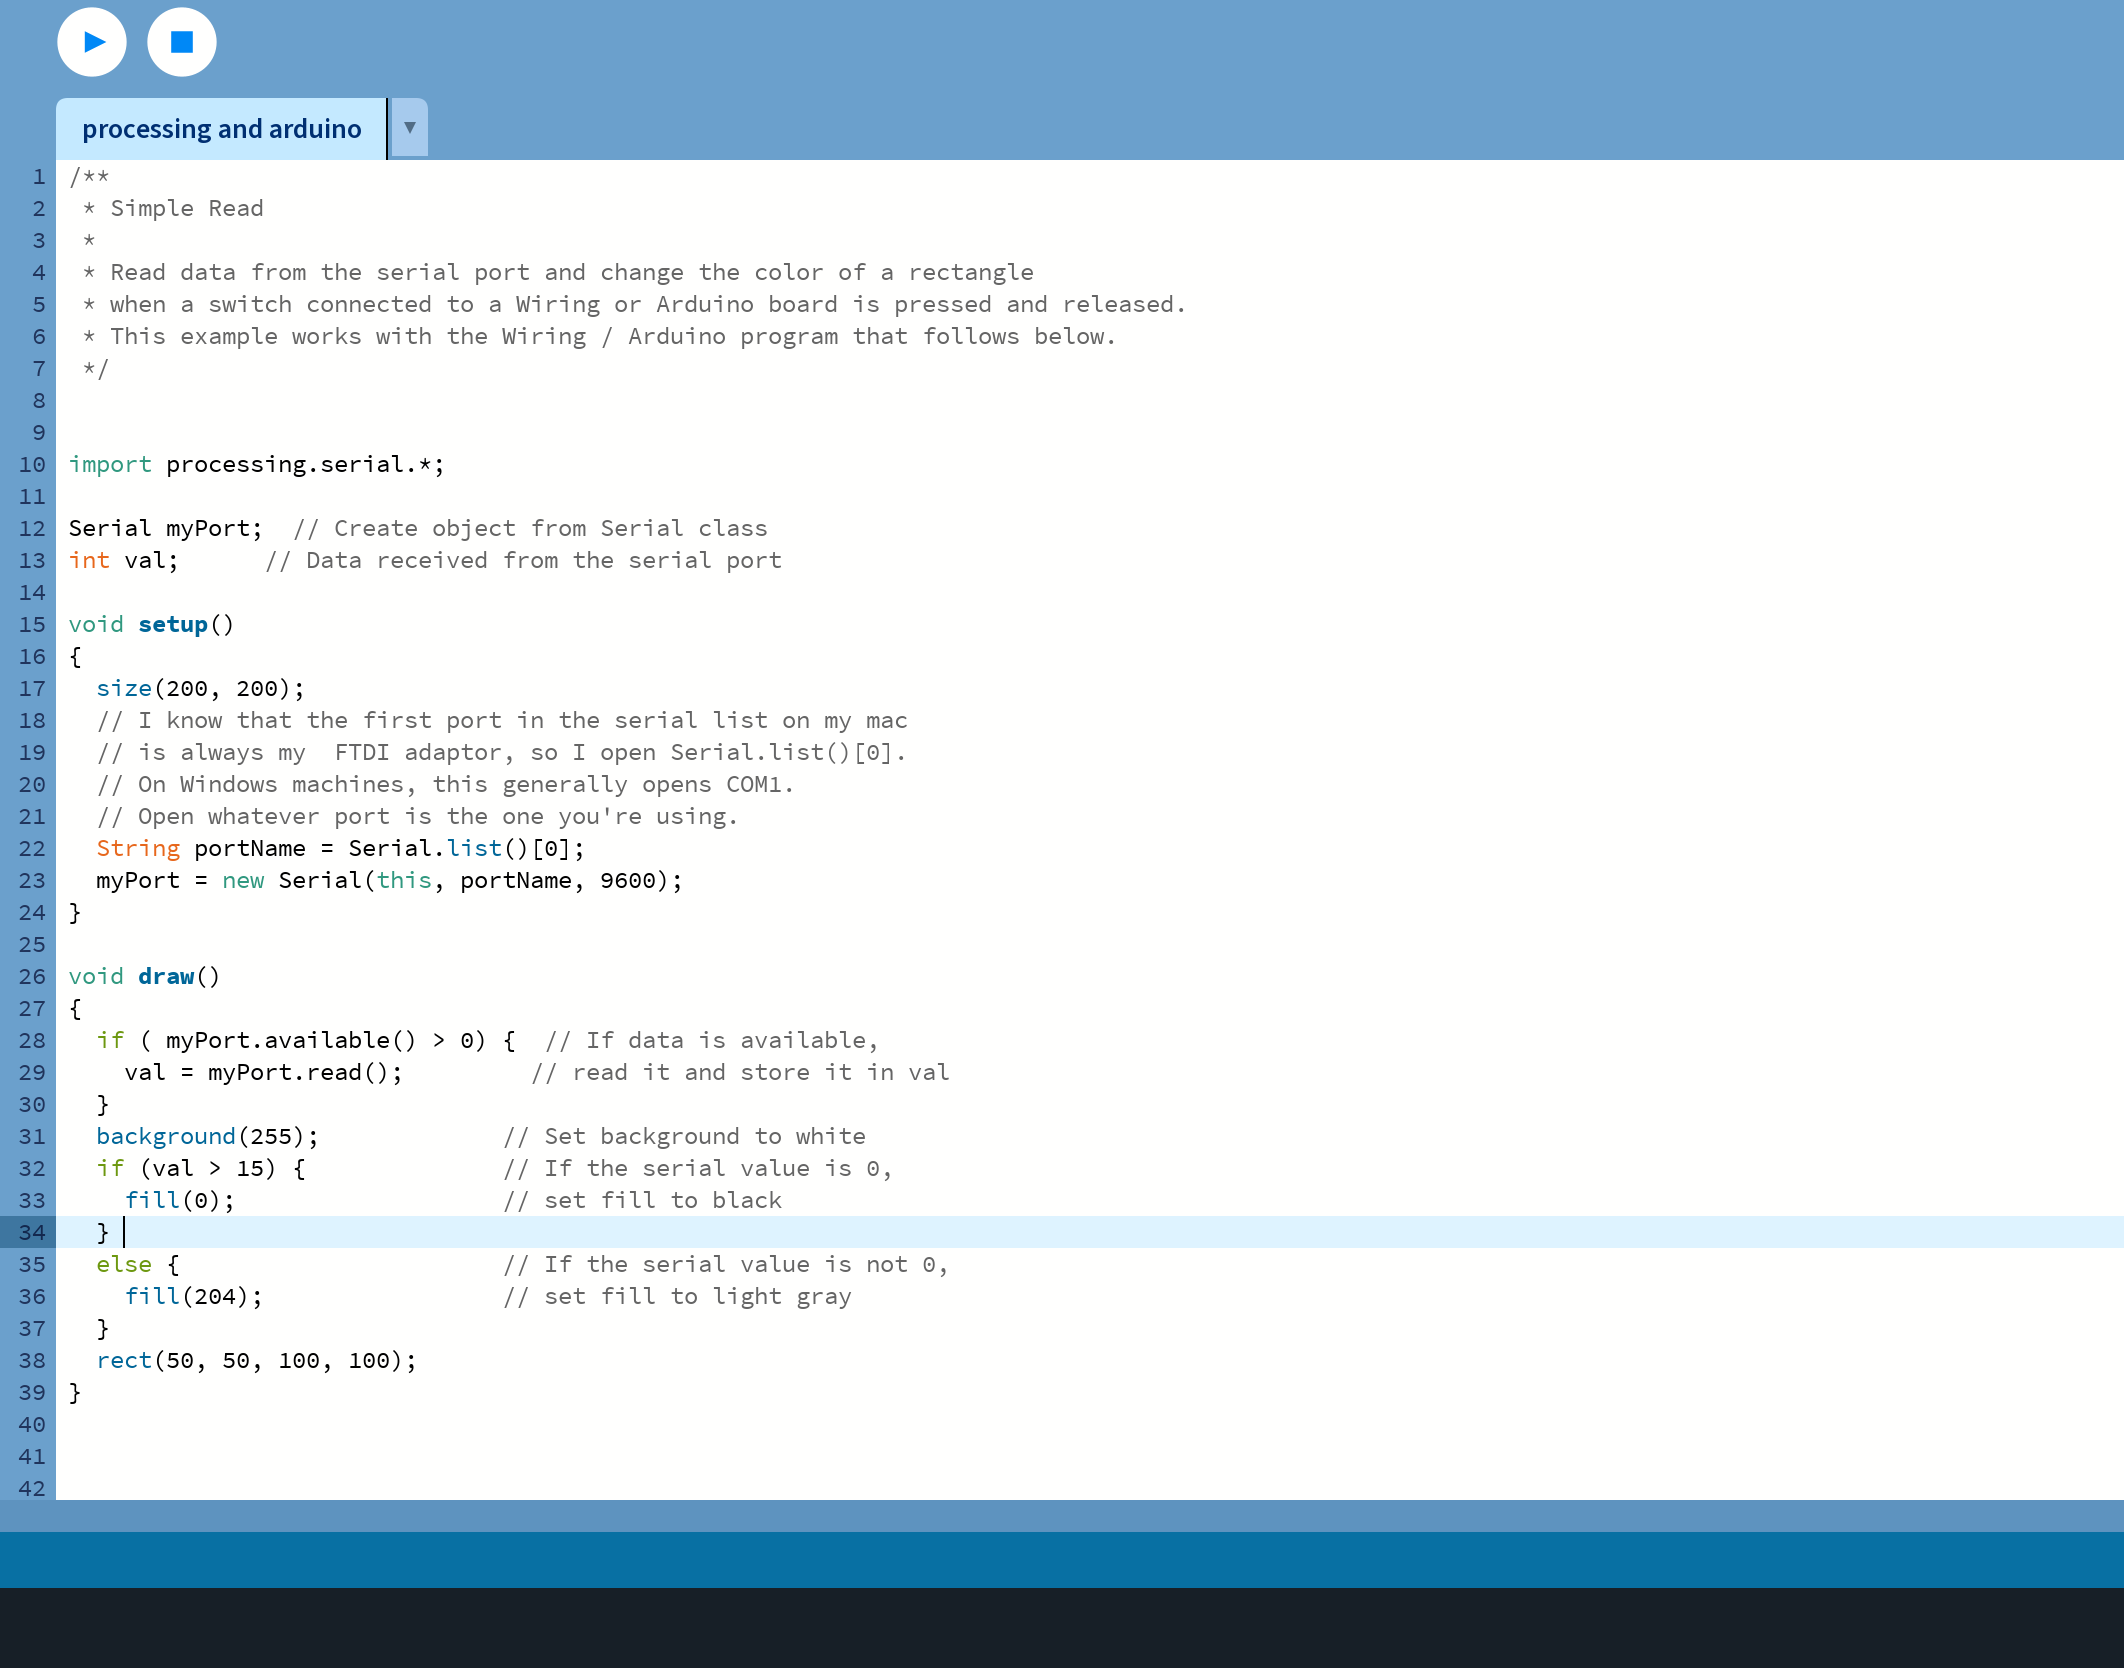 processing and arduino
1 /**
2  * Simple Read
3  *
4  * Read data from the serial port and change the color of a rectangle
5  * when a switch connected to a Wiring or Arduino board is pressed and released.
6  * This example works with the Wiring / Arduino program that follows below.
7  */
8
9
10 import processing.serial.*;
11
12 Serial myPort;  // Create object from Serial class
13 int val;      // Data received from the serial port
14
15 void setup()
16 {
17   size(200, 200);
18   // I know that the first port in the serial list on my mac
19   // is always my  FTDI adaptor, so I open Serial.list()[0].
20   // On Windows machines, this generally opens COM1.
21   // Open whatever port is the one you're using.
22   String portName = Serial.list()[0];
23   myPort = new Serial(this, portName, 9600);
24 }
25
26 void draw()
27 {
28   if ( myPort.available() > 0) {  // If data is available,
29     val = myPort.read();         // read it and store it in val
30   }
31   background(255);             // Set background to white
32   if (val > 15) {              // If the serial value is 0,
33     fill(0);                   // set fill to black
34   }
35   else {                       // If the serial value is not 0,
36     fill(204);                 // set fill to light gray
37   }
38   rect(50, 50, 100, 100);
39 }
40
41
42